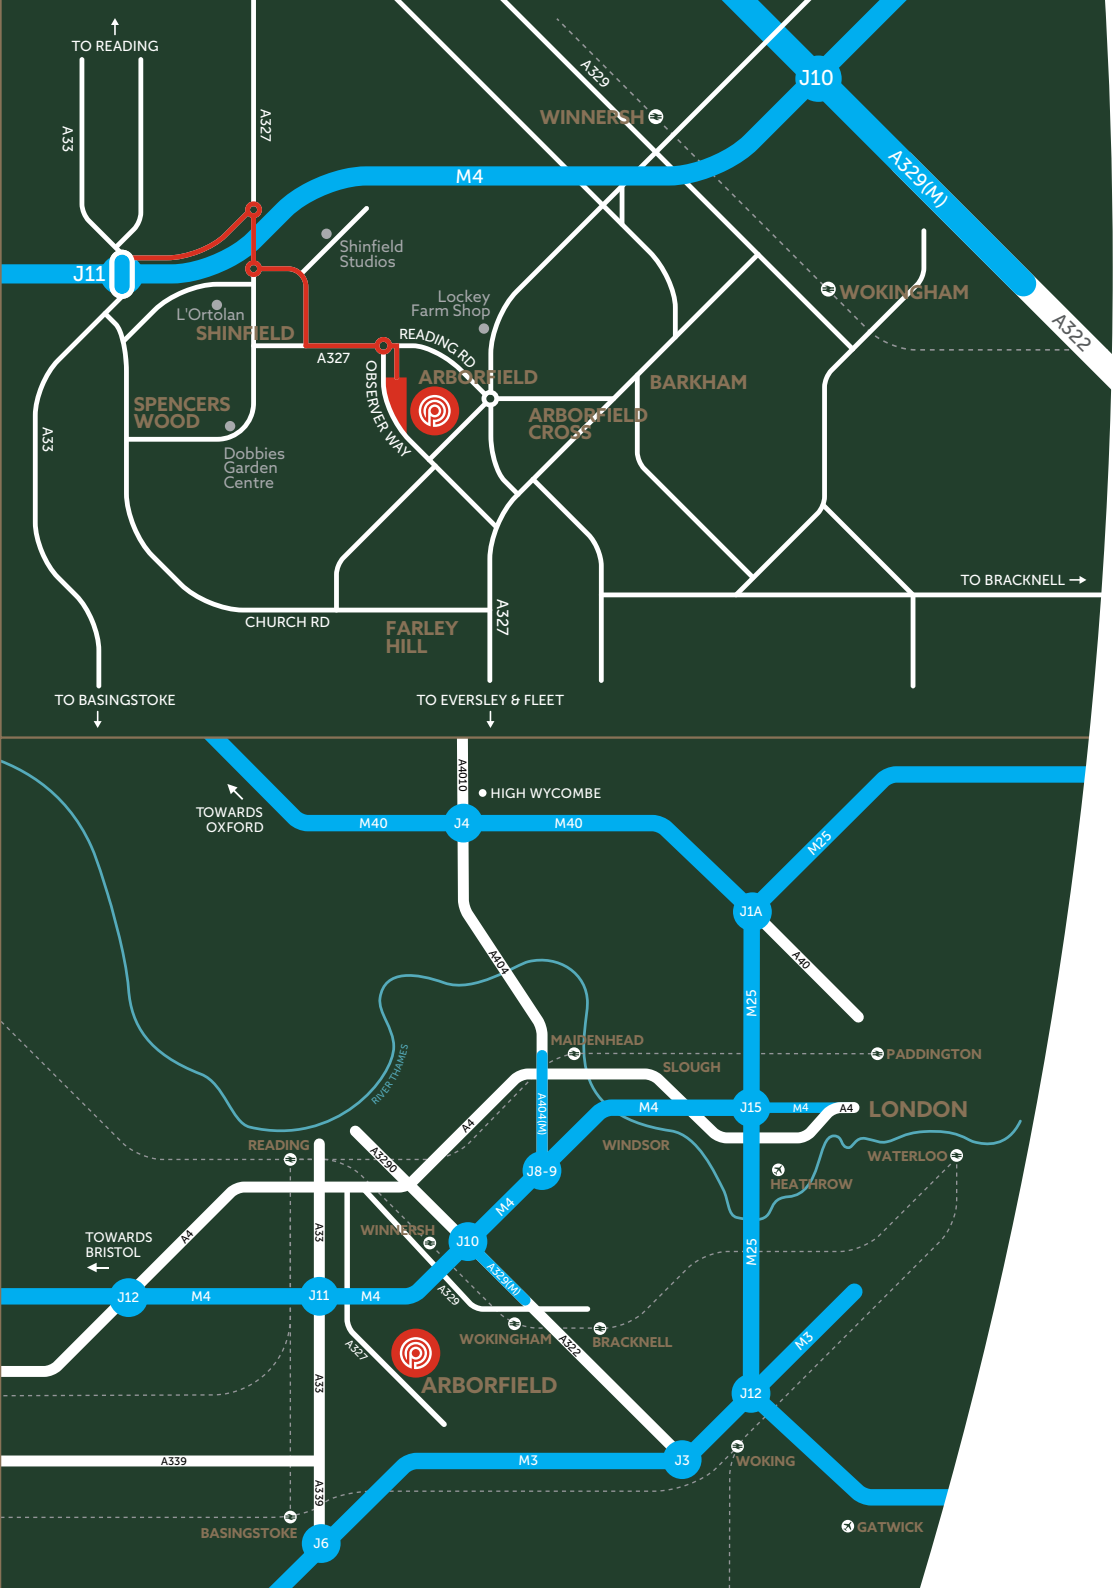 TO READING
A33
A327
A329
WINNERSH
J10
M4
A329(M)
J11
Shinfield
Studios
L'Ortolan
SHINFIELD
Lockey
Farm Shop
WOKINGHAM
A322
A327
READING RD
OBSERVER WAY
ARBORFIELD
BARKHAM
SPENCERS
WOOD
ARBORFIELD
CROSS
A33
Dobbies
Garden
Centre
TO BRACKNELL
CHURCH RD
A327
FARLEY
HILL
TO BASINGSTOKE
TO EVERSLEY & FLEET
A4010
HIGH WYCOMBE
TOWARDS
OXFORD
M40
J4
M40
M25
J1A
A40
A404
M25
MAIDENHEAD
PADDINGTON
SLOUGH
RIVER THAMES
A404(M)
M4
J15
M4
A4
LONDON
A4
READING
A3290
WINDSOR
WATERLOO
J8-9
HEATHROW
M4
A33
WINNERSH
J10
A4
TOWARDS
BRISTOL
M25
A329(M)
J12
M4
J11
M4
A329
WOKINGHAM
BRACKNELL
A322
M3
A327
ARBORFIELD
A33
J12
A339
M3
J3
WOKING
A339
BASINGSTOKE
J6
GATWICK